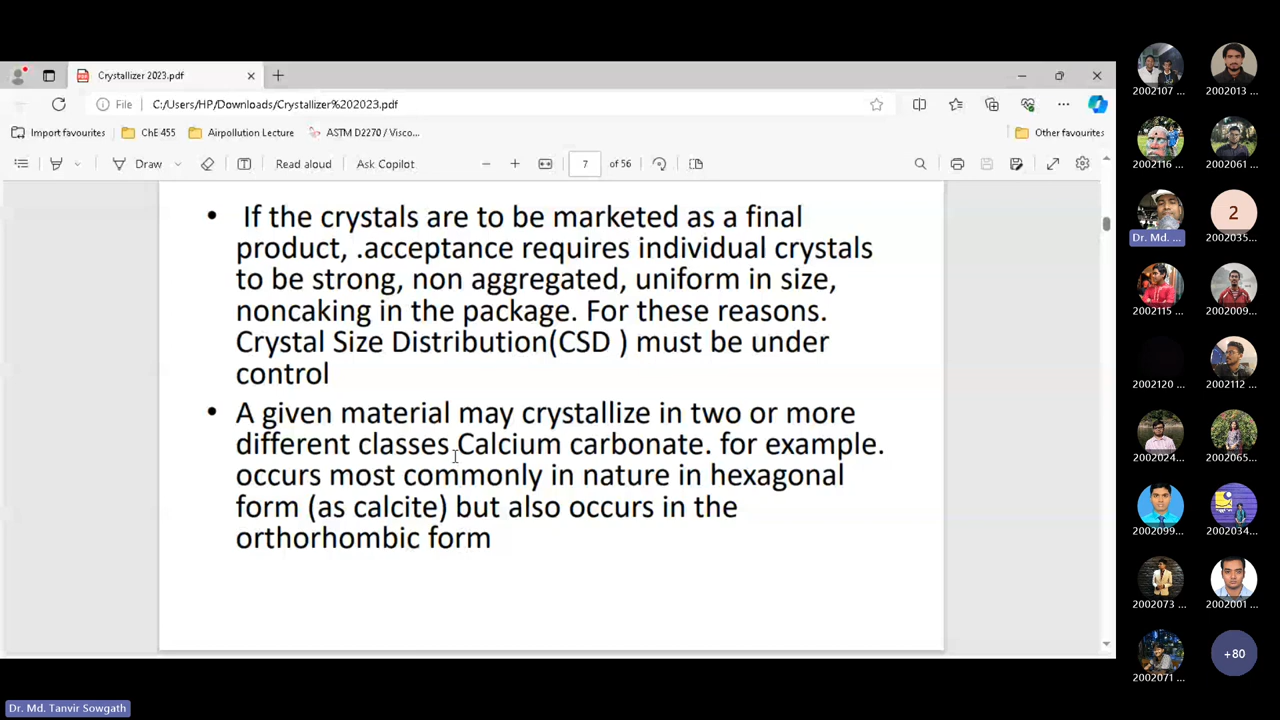 Crystallizer 2023.pdf
File
C:/Users/HP/Downloads/Crystallizer%202023.pdf
Import favourites
ChE 455
Airpollution Lecture
ASTM D2270 / Visco...
Other favourites
Draw
Read aloud
Ask Copilot
7
of 56
• If the crystals are to be marketed as a final
product, .acceptance requires individual crystals
to be strong, non aggregated, uniform in size,
noncaking in the package. For these reasons.
Crystal Size Distribution(CSD ) must be under
control
• A given material may crystallize in two or more
different classes.Calcium carbonate. for example.
occurs most commonly in nature in hexagonal
form (as calcite) but also occurs in the
orthorhombic form
2002107 ...
2002013 ...
2002116 ...
2002061 ...
Dr. Md. ...
2
2002035...
2002115 ...
2002009...
2002120 ...
2002112 ...
2002024...
2002065...
2002099...
2002034...
2002073 ...
2002001 ...
2002071 ...
+80
Dr. Md. Tanvir Sowgath